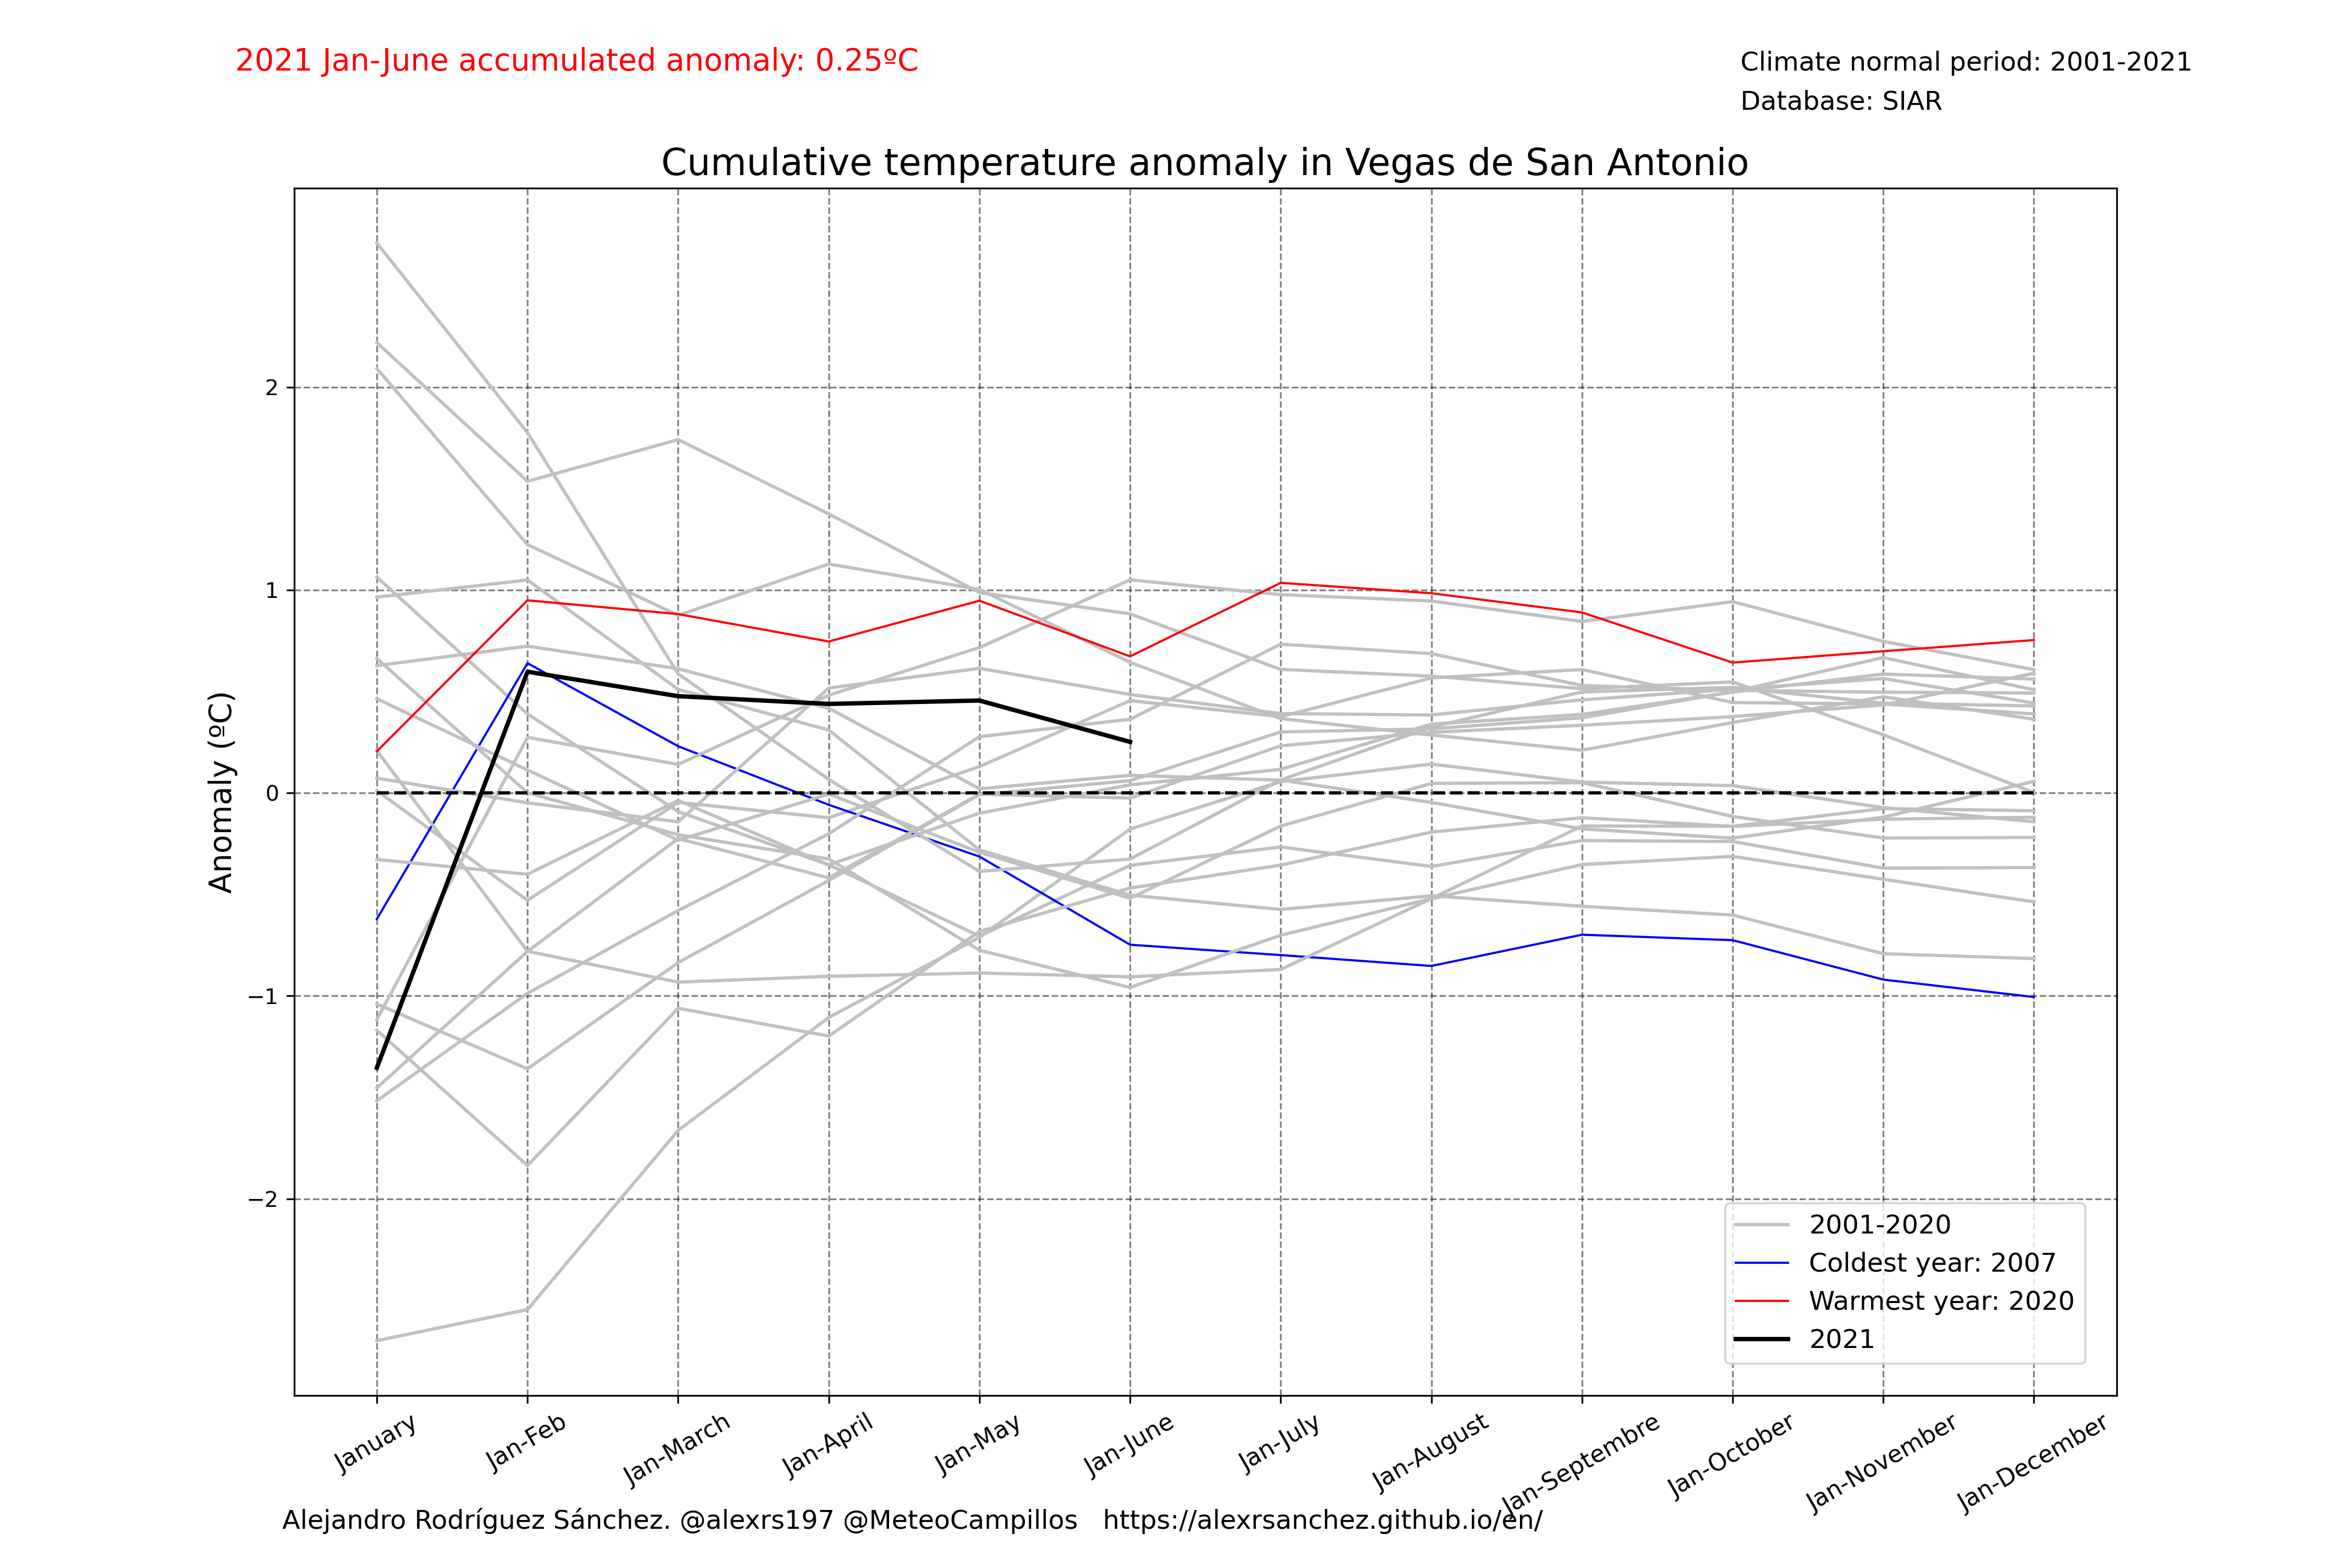 2021 Jan-June accumulated anomaly: 0.25ºC
Climate normal period: 2001-2021
Database: SIAR
Cumulative temperature anomaly in Vegas de San Antonio
Anomaly (ºC)
2
1
0
−1
−2
2001-2020
Coldest year: 2007
Warmest year: 2020
2021
January
Jan-Feb
Jan-March
Jan-April
Jan-May
Jan-June
Jan-July
Jan-August
Jan-Septembre
Jan-October
Jan-November
Jan-December
Alejandro Rodríguez Sánchez. @alexrs197 @MeteoCampillos   https://alexrsanchez.github.io/en/